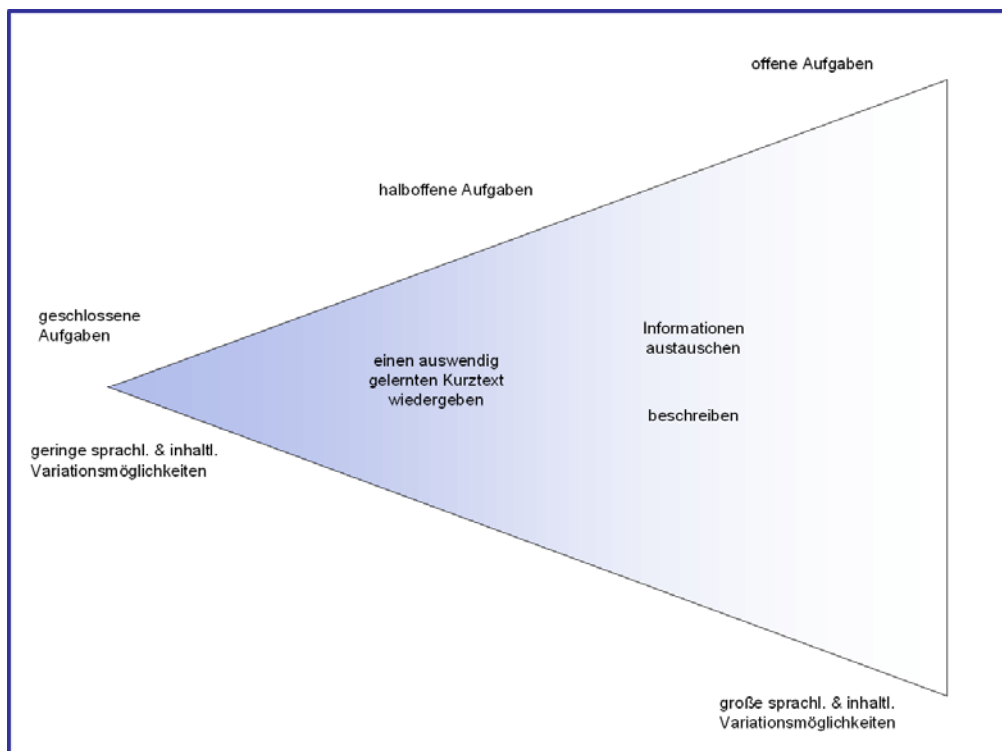 offene Aufgaben
halboffene Aufgaben
geschlossene
Aufgaben
Informationen
austauschen
einen auswendig
gelernten Kurztext
wiedergeben
beschreiben
geringe sprachl. & inhaltl.
Variationsmöglichkeiten
große sprachl. & inhaltl.
Variationsmöglichkeiten